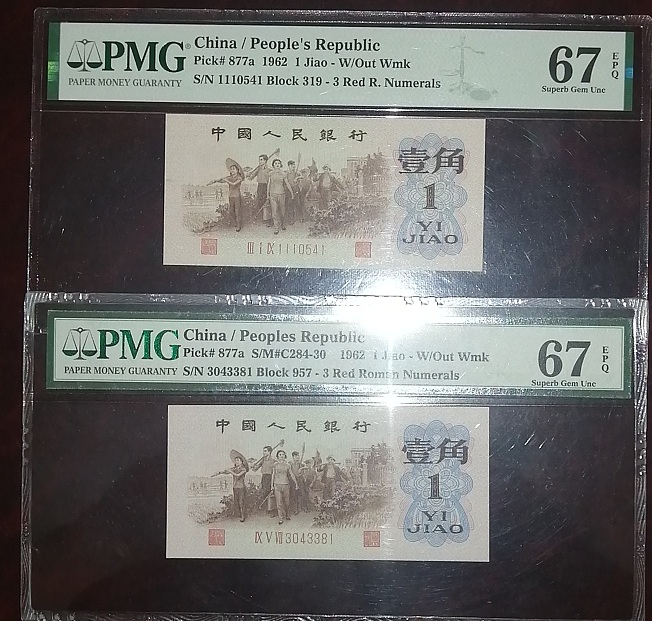 PMG
PAPER MONEY GUARANTY
China / People's Republic
Pick# 877a 1962 1 Jiao - W/Out Wmk
S/N 1110541 Block 319 - 3 Red R. Numerals
67
EPQ
Superb Gem Unc
中國人民銀行
壹角
1
YI
JIAO
III I IX 1110541
PMG
PAPER MONEY GUARANTY
China / Peoples Republic
Pick# 877a S/M#C284-30 1962 1 Jiao - W/Out Wmk
S/N 3043381 Block 957 - 3 Red Roman Numerals
67
EPQ
Superb Gem Unc
中國人民銀行
壹角
1
YI
JIAO
IX V VII 3043381